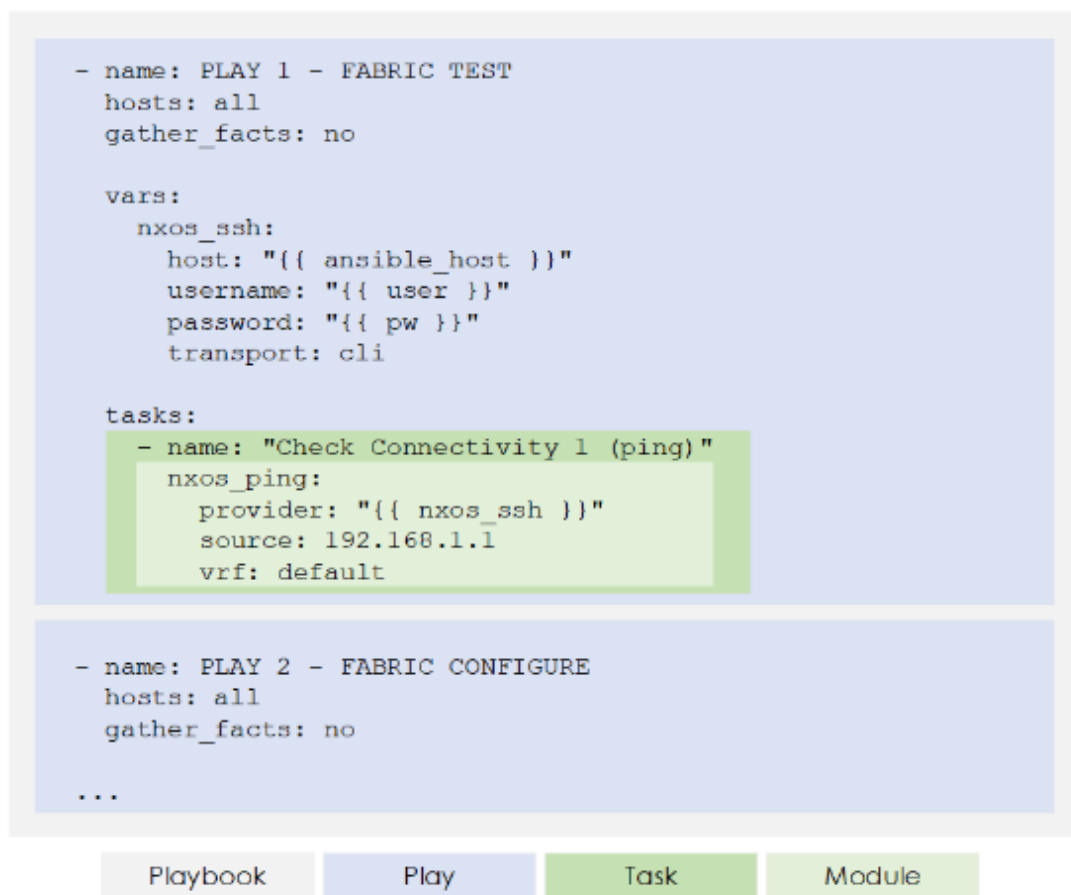 - name: PLAY 1 - FABRIC TEST
hosts: all
gather_facts: no
vars:
nxos_ssh:
host: "{{ ansible_host }}"
username: "{{ user }}"
password: "{{ pw }}"
transport: cli
tasks:
- name: "Check Connectivity 1 (ping)"
nxos_ping:
provider: "{{ nxos_ssh }}"
source: 192.168.1.1
vrf: default
- name: PLAY 2 - FABRIC CONFIGURE
hosts: all
gather_facts: no
...
Playbook Play Task Module